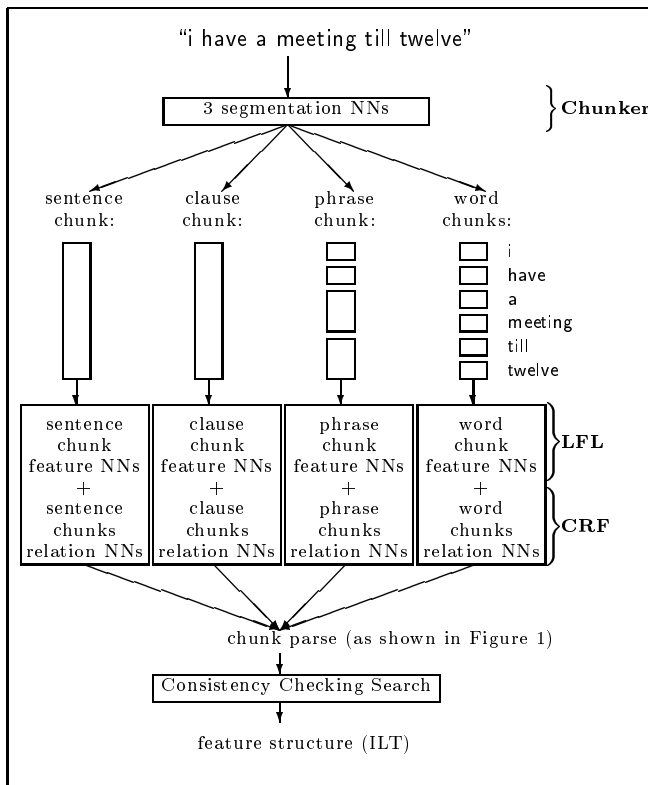 “i have a meeting till twelve”
3 segmentation NNs
Chunker
sentence
chunk:
clause
chunk:
phrase
chunk:
word
chunks:
i
have
a
meeting
till
twelve
sentence
chunk
feature NNs
+
sentence
chunks
relation NNs
clause
chunk
feature NNs
+
clause
chunks
relation NNs
phrase
chunk
feature NNs
+
phrase
chunks
relation NNs
word
chunk
feature NNs
+
word
chunks
relation NNs
LFL
CRF
chunk parse (as shown in Figure 1)
Consistency Checking Search
feature structure (ILT)